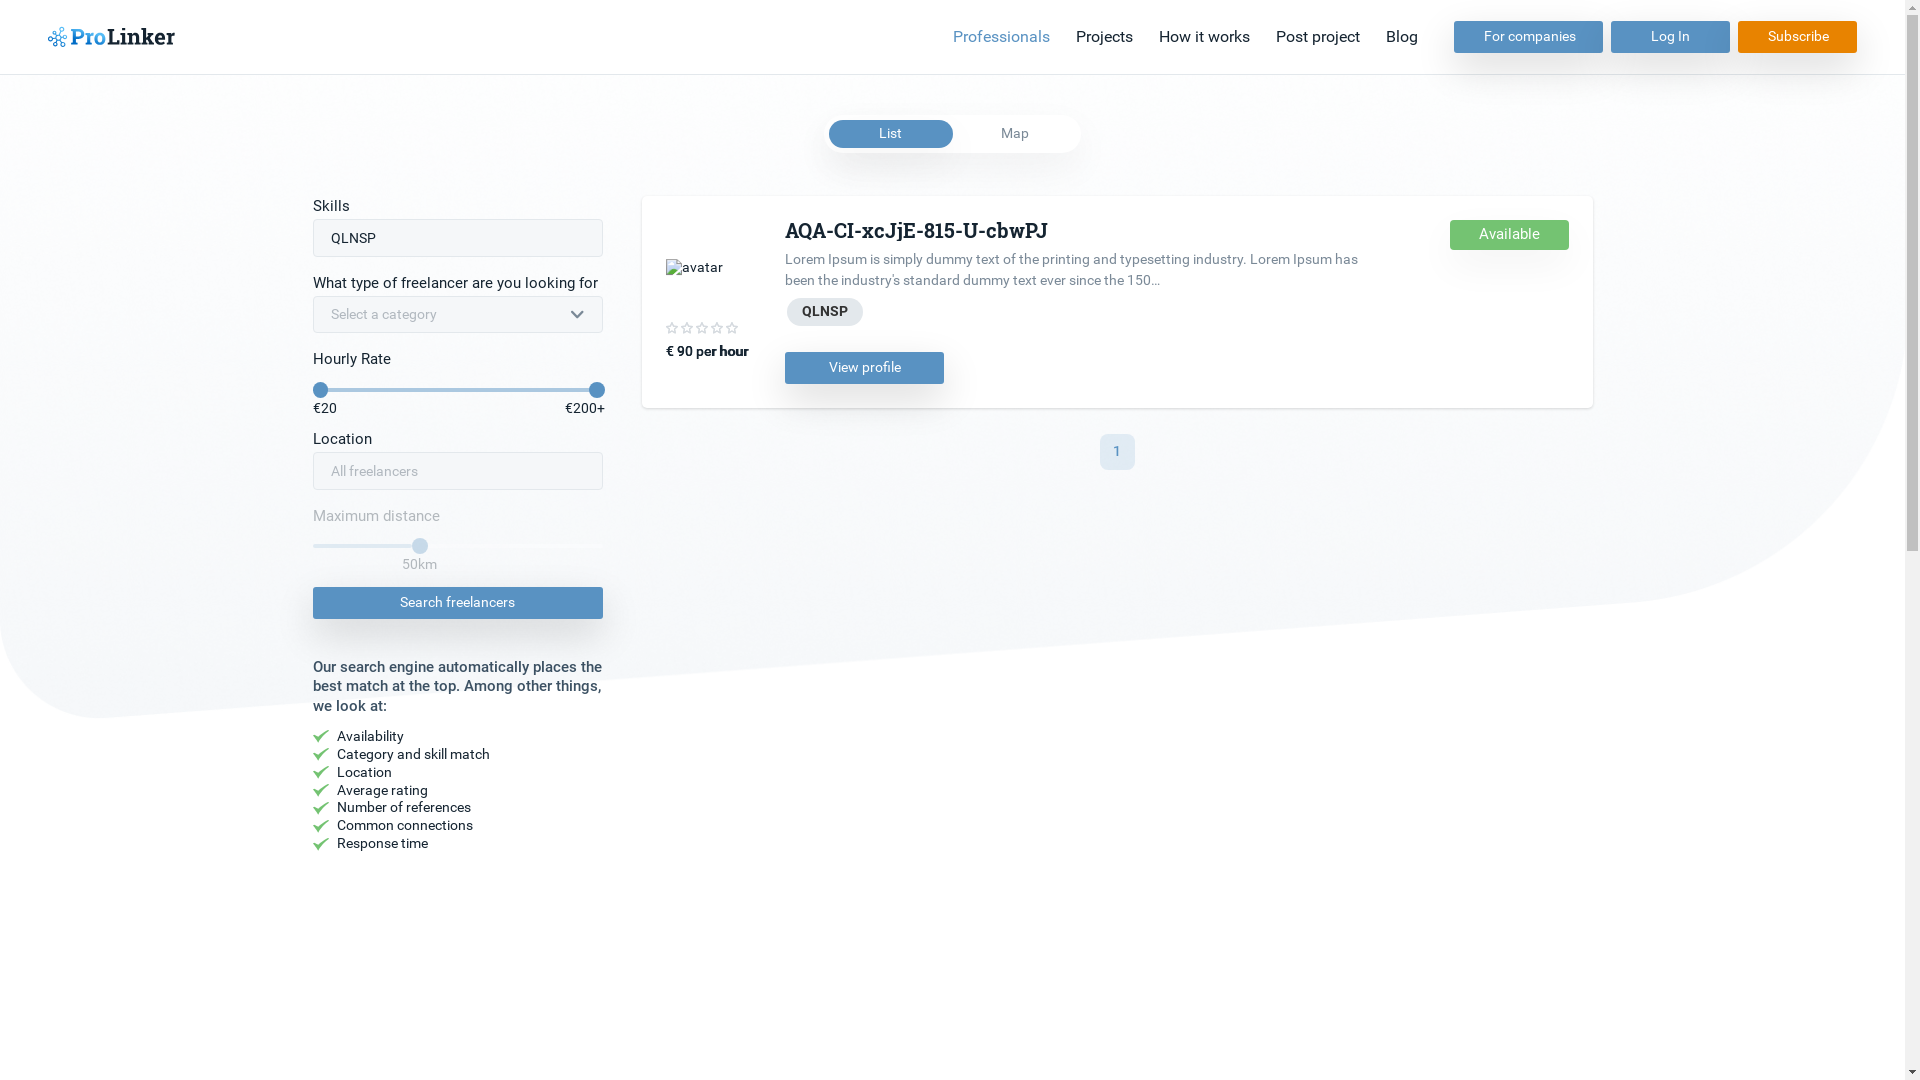 ProLinker
Professionals
Projects
How it works
Post project
Blog
For companies
Log In
Subscribe
List
Map
Skills
QLNSP
What type of freelancer are you looking for
Select a category
Hourly Rate
€20
€200+
Location
All freelancers
Maximum distance
50km
Search freelancers
Our search engine automatically places the
best match at the top. Among other things,
we look at:
Availability
Category and skill match
Location
Average rating
Number of references
Common connections
Response time
avatar
€ 90 per hour
AQA-CI-xcJjE-815-U-cbwPJ
Lorem Ipsum is simply dummy text of the printing and typesetting industry. Lorem Ipsum has
been the industry's standard dummy text ever since the 150...
QLNSP
View profile
Available
1